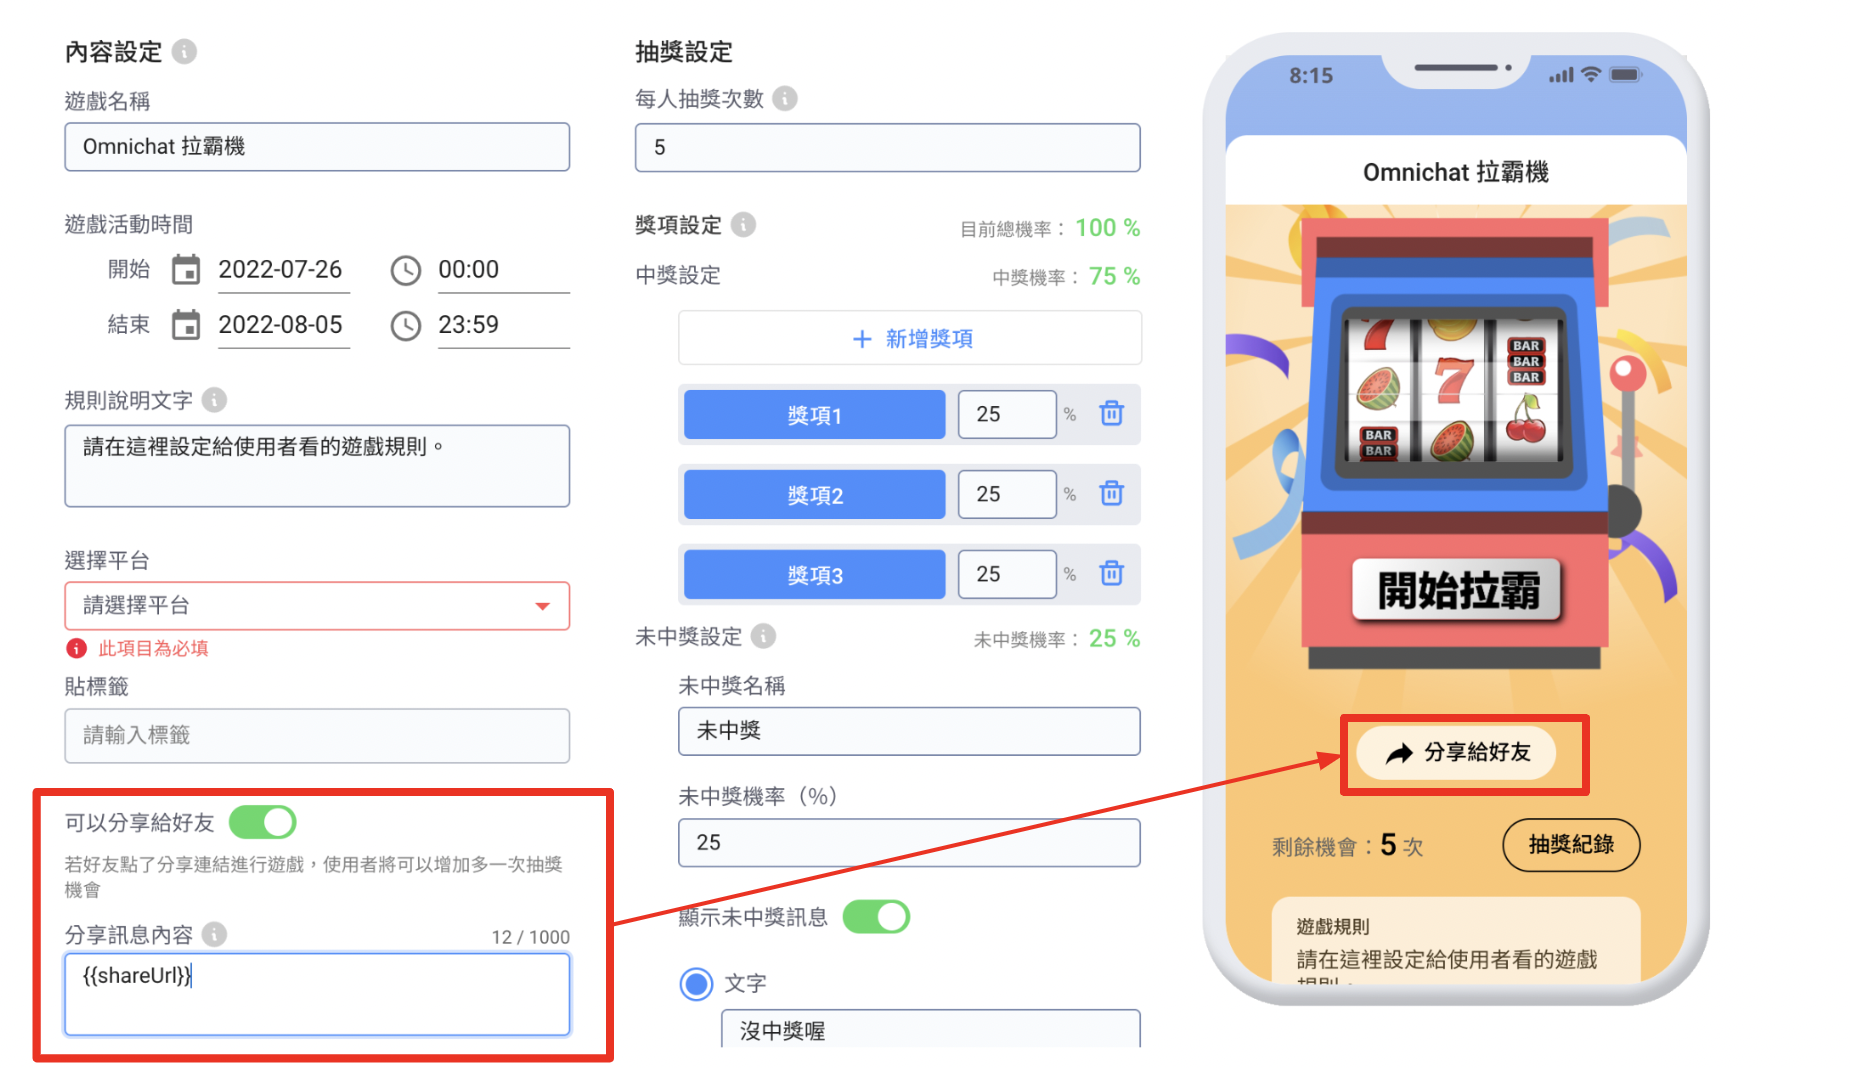 內容設定
遊戲名稱
Omnichat 拉霸機
遊戲活動時間
開始 2022-07-26 00:00
結束 2022-08-05 23:59
規則說明文字
請在這裡設定給使用者看的遊戲規則。
選擇平台
請選擇平台
此項目為必填
貼標籤
請輸入標籤
可以分享給好友
若好友點了分享連結進行遊戲，使用者將可以增加多一次抽獎
機會
分享訊息內容 12 / 1000
{{shareUrl}}
抽獎設定
每人抽獎次數
5
獎項設定 目前總機率： 100 %
中獎設定 中獎機率： 75 %
+ 新增獎項
獎項1 25 %
獎項2 25 %
獎項3 25 %
未中獎設定 未中獎機率： 25 %
未中獎名稱
未中獎
未中獎機率（%）
25
顯示未中獎訊息
文字
沒中獎喔
8:15
Omnichat 拉霸機
BAR
BAR
BAR
BAR
BAR
開始拉霸
分享給好友
剩餘機會：5 次 抽獎紀錄
遊戲規則
請在這裡設定給使用者看的遊戲
規則。